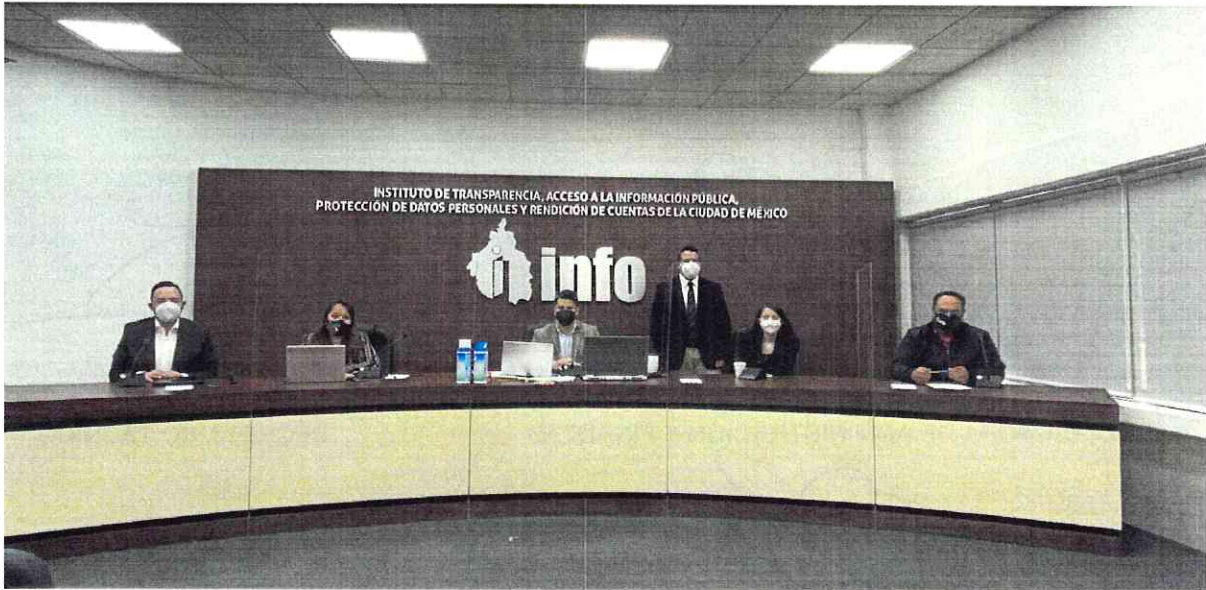 INSTITUTO DE TRANSPARENCIA, ACCESO A LA INFORMACIÓN PÚBLICA,
PROTECCIÓN DE DATOS PERSONALES Y RENDICIÓN DE CUENTAS DE LA CIUDAD DE MÉXICO
info